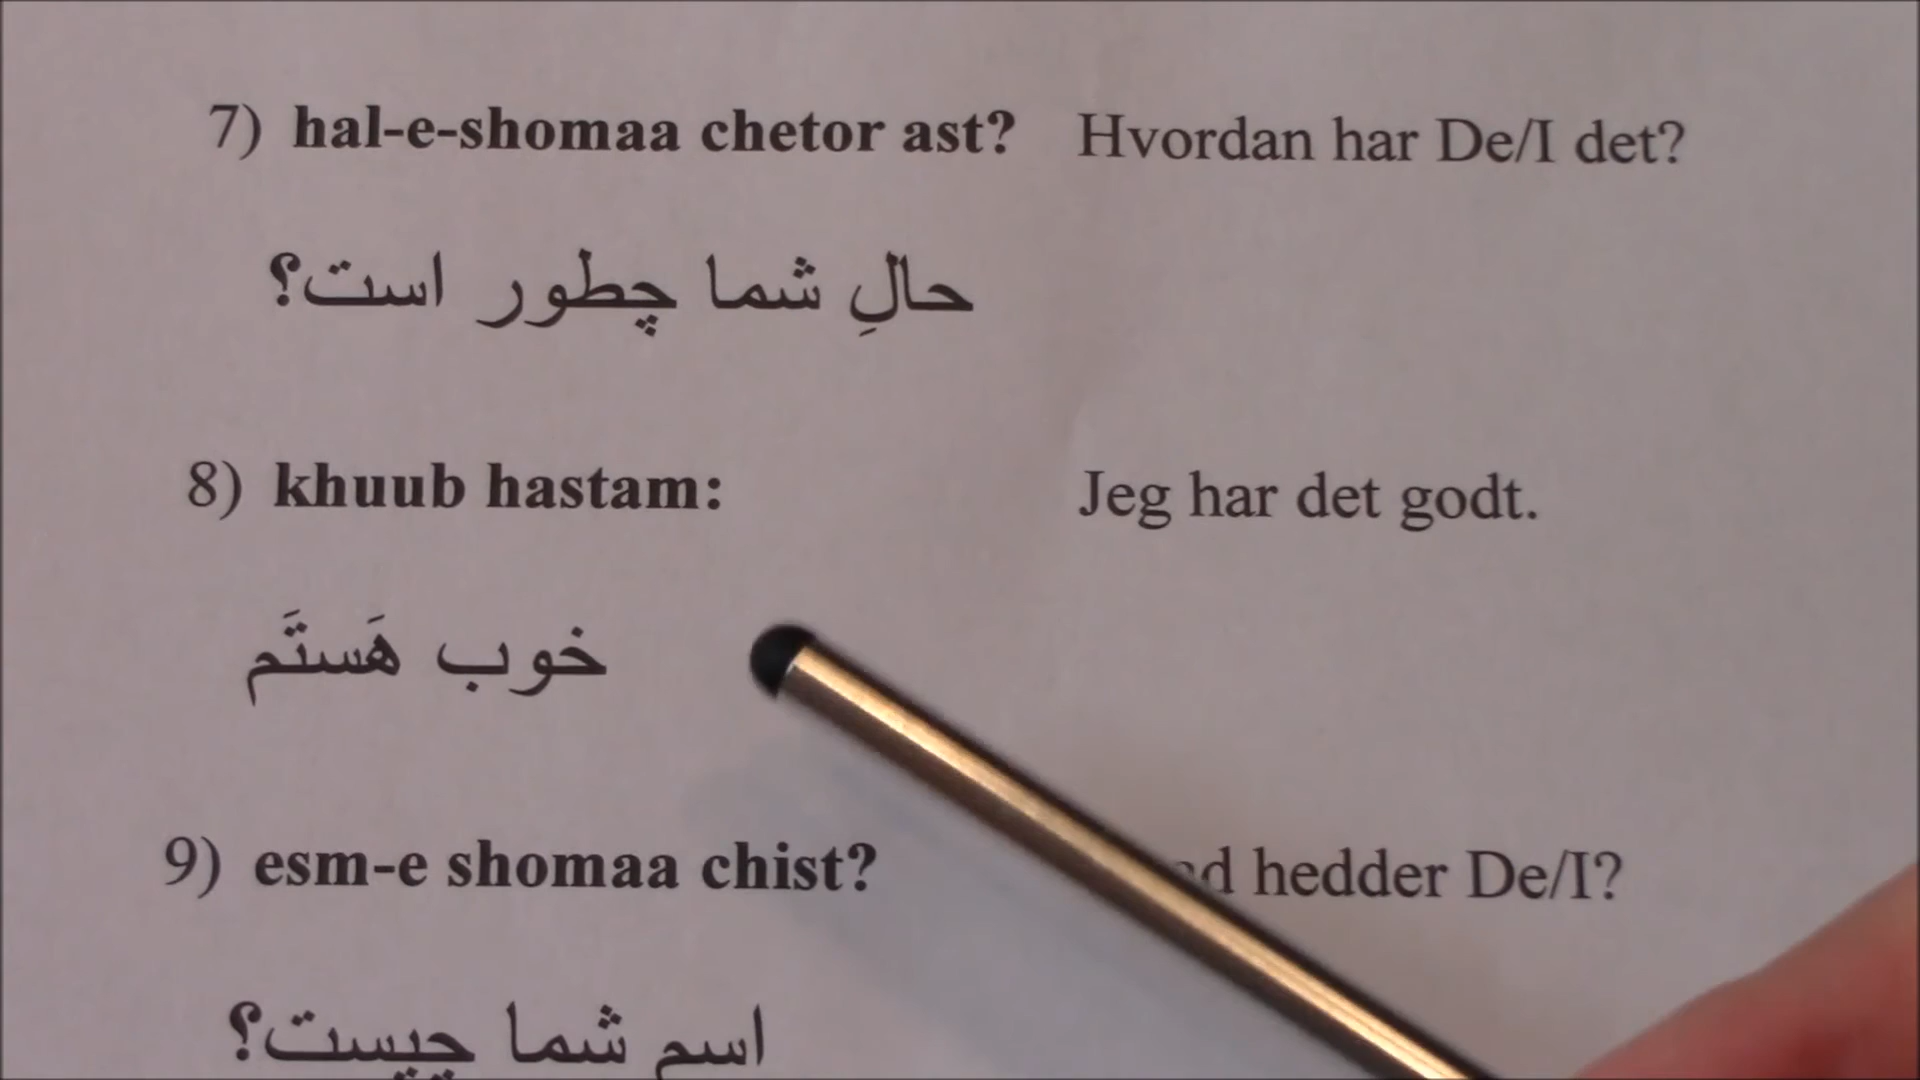 7) hal-e-shomaa chetor ast? Hvordan har De/I det?
حالِ شما چطور است؟
8) khuub hastam: Jeg har det godt.
خوب هَستَم
9) esm-e shomaa chist? hedder De/I?
اسم شما چیست؟